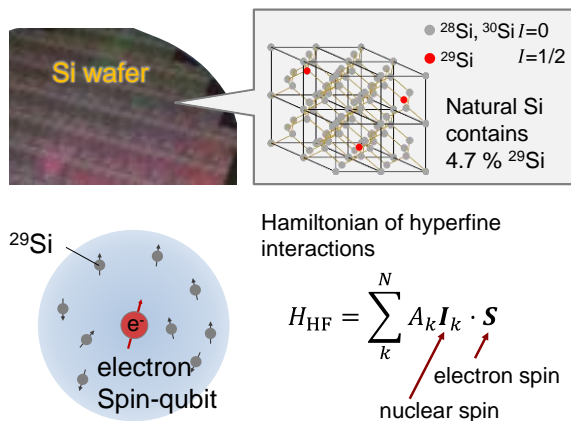 Si wafer
²⁸Si, ³⁰Si I=0
²⁹Si I=1/2
Natural Si
contains
4.7 % ²⁹Si
²⁹Si
e⁻
electron
Spin-qubit
Hamiltonian of hyperfine
interactions
H_HF = ∑_k^N A_k I_k · S
electron spin
nuclear spin